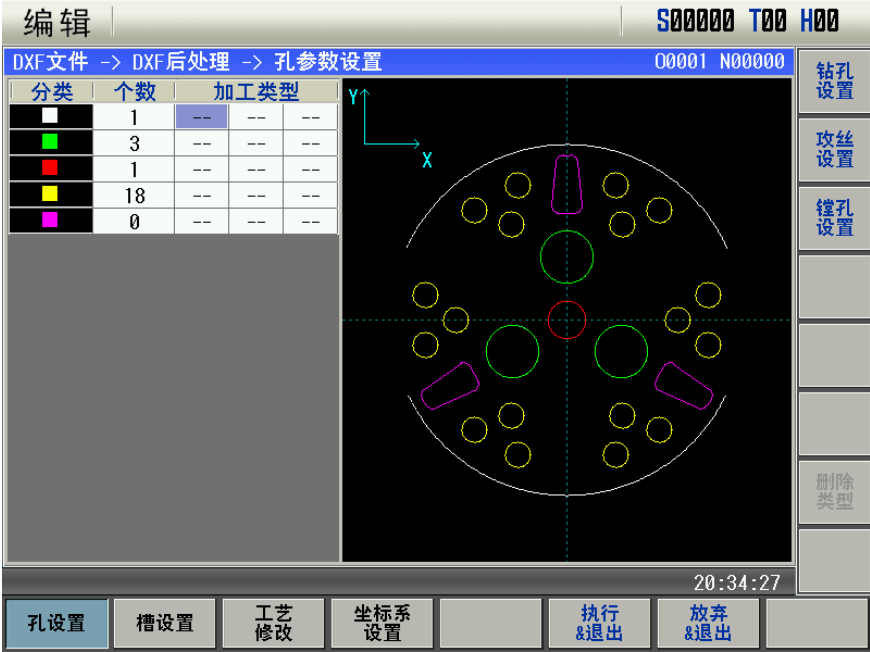 编辑 S00000 T00 H00
DXF文件 -> DXF后处理 -> 孔参数设置 O0001 N00000
分类 个数 加工类型
1 -- -- --
3 -- -- --
1 -- -- --
18 -- -- --
0 -- -- --
Y
X
钻孔
设置
攻丝
设置
镗孔
设置
删除
类型
20:34:27
孔设置
槽设置
工艺
修改
坐标系
设置
执行
&退出
放弃
&退出